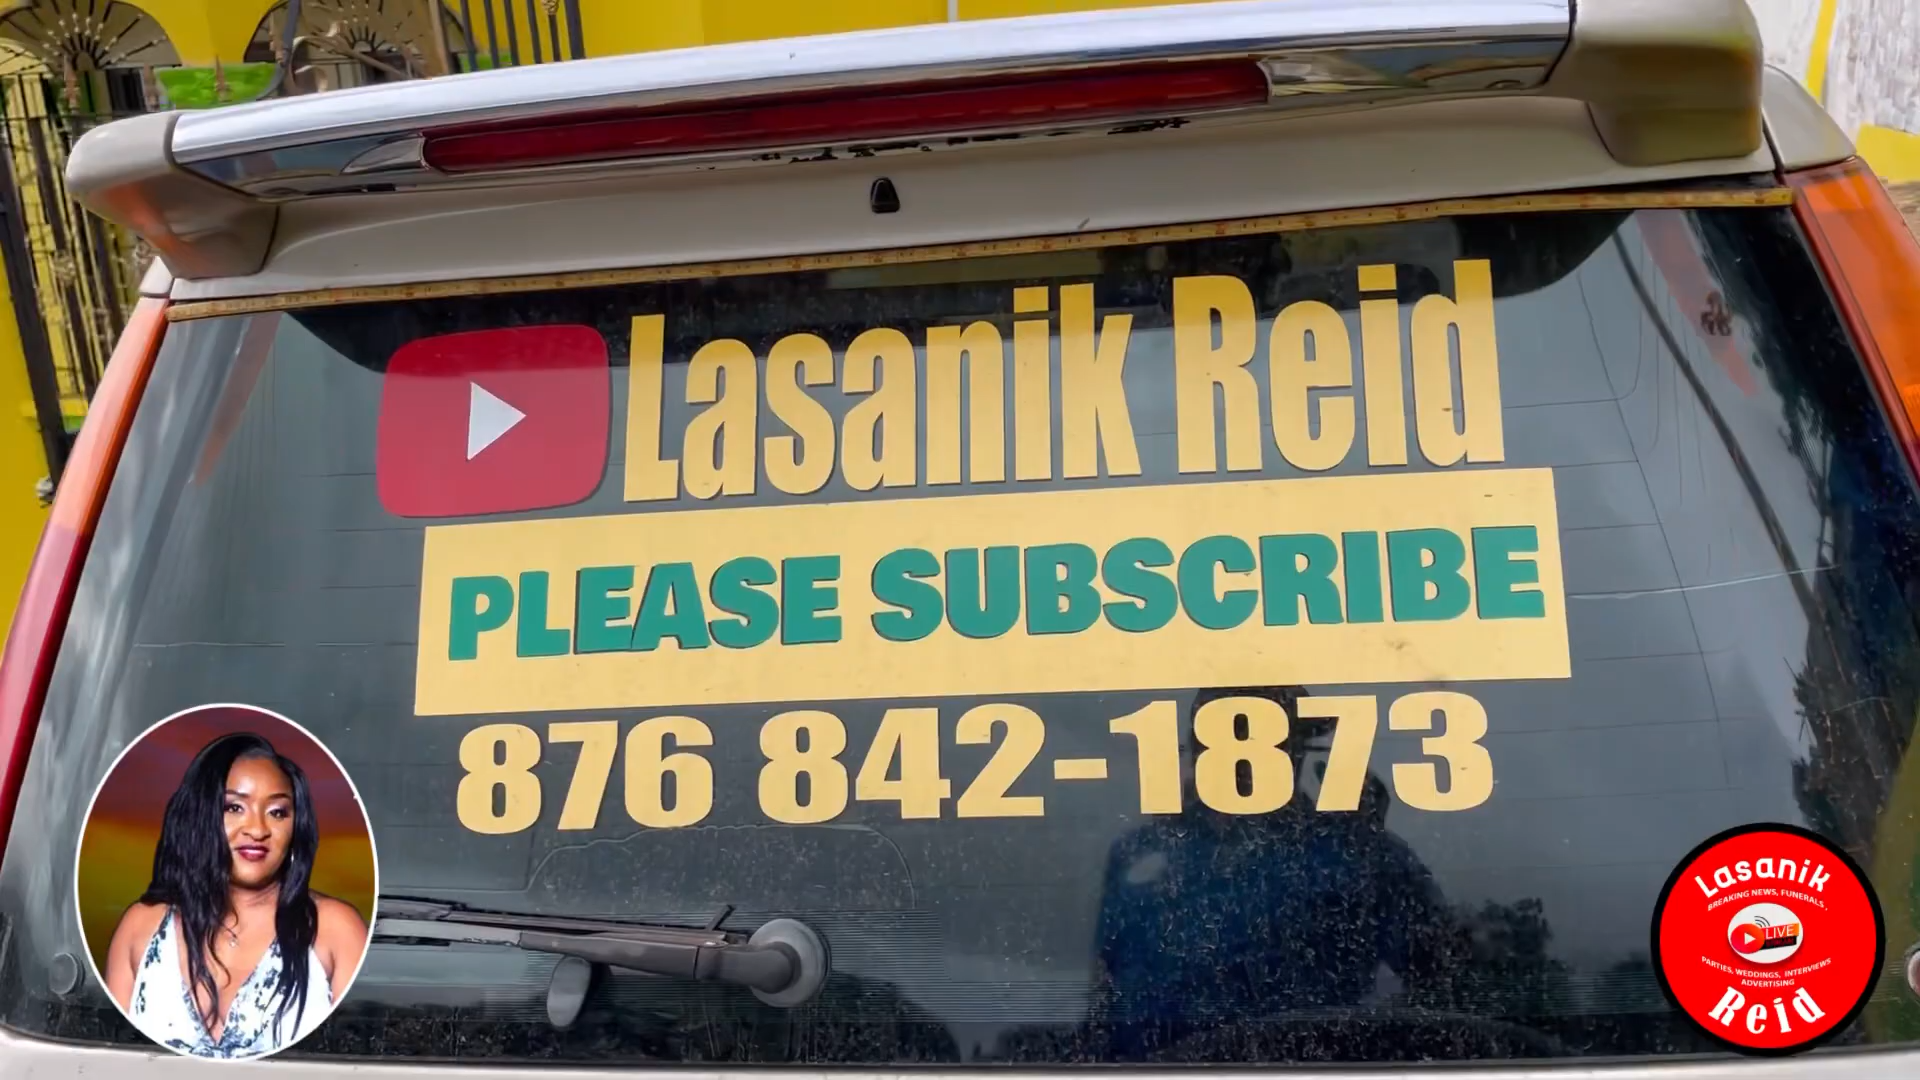 Lasanik Reid
PLEASE SUBSCRIBE
876 842-1873
Lasanik
BREAKING NEWS, FUNERALS,
LIVE
PARTIES, WEDDINGS, INTERVIEWS
ADVERTISING
Reid